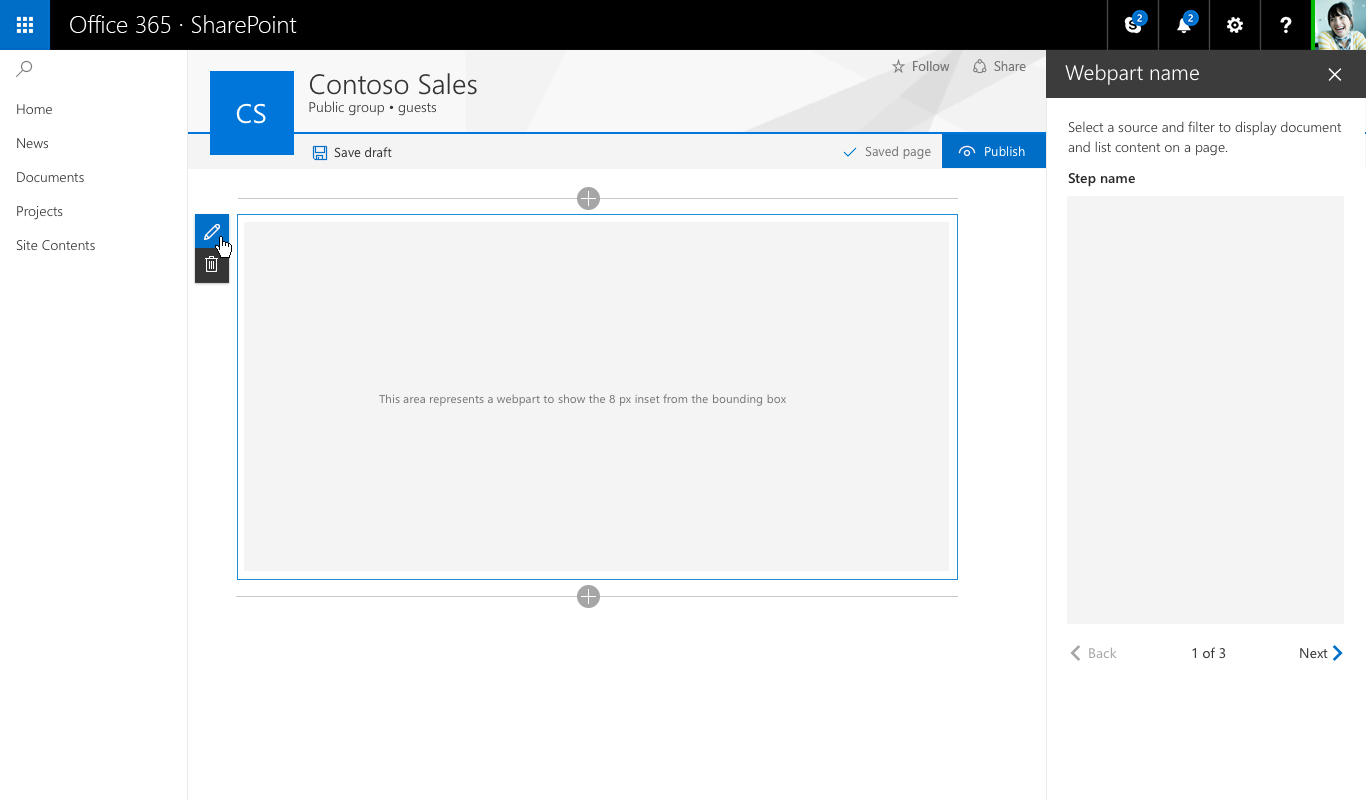 Office 365 · SharePoint
2
2
?
Home
News
Documents
Projects
Site Contents
CS
Contoso Sales
Public group • guests
Follow
Share
Save draft
Saved page
Publish
This area represents a webpart to show the 8 px inset from the bounding box
Webpart name
Select a source and filter to display document
and list content on a page.
Step name
Back
1 of 3
Next